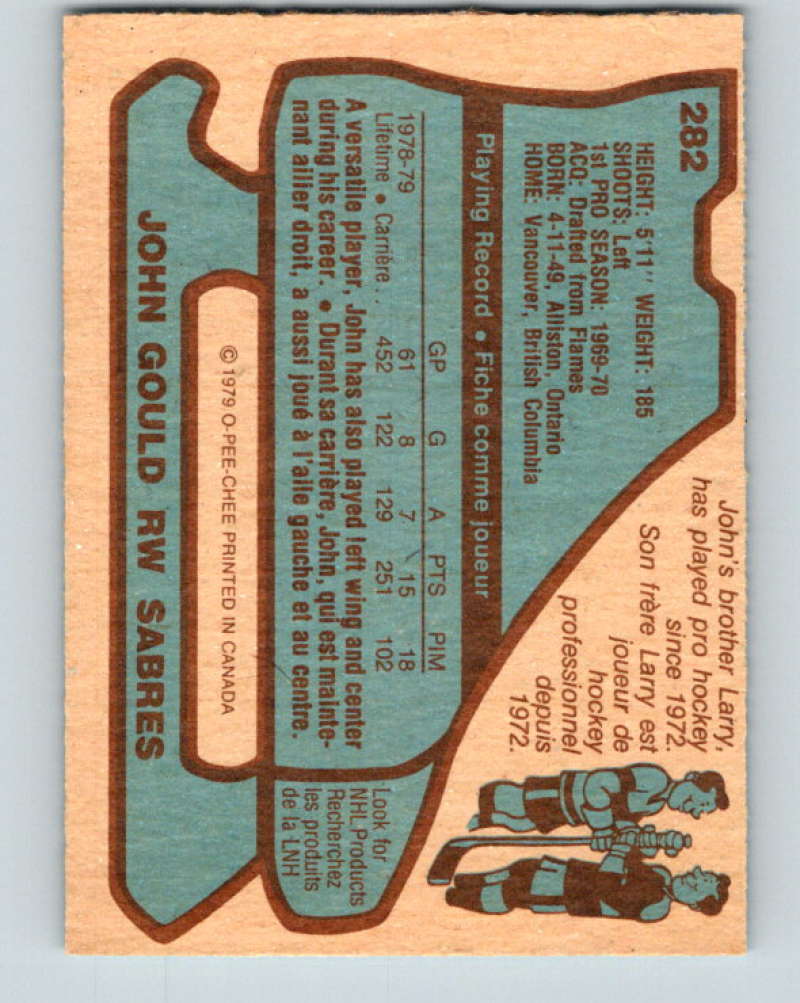 282
HEIGHT: 5'11" WEIGHT: 185
SHOOTS: Left
1st PRO SEASON: 1969-70
ACQ: Drafted from Flames
BORN: 4-11-49, Alliston, Ontario
HOME: Vancouver, British Columbia
John's brother Larry,
has played pro hockey
since 1972.
Son frère Larry est
joueur de
hockey
professionnel
depuis
1972.
Playing Record • Fiche comme joueur
GP G A PTS PIM
1978-79 61 8 7 15 18
Lifetime • Carrière . . 452 122 129 251 102
A versatile player, John has also played left wing and center
during his career. • Durant sa carrière, John, qui est mainte-
nant ailier droit, a aussi joué à l'aile gauche et au centre.
Look for
NHL Products
Recherchez
les produits
de la LNH
© 1979 O-PEE-CHEE PRINTED IN CANADA
JOHN GOULD RW SABRES